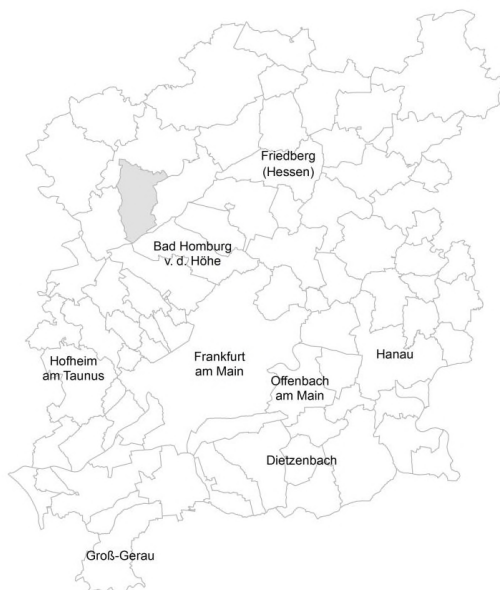 Friedberg
(Hessen)
Bad Homburg
v. d. Höhe
Hofheim
am Taunus
Frankfurt
am Main
Hanau
Offenbach
am Main
Dietzenbach
Groß-Gerau